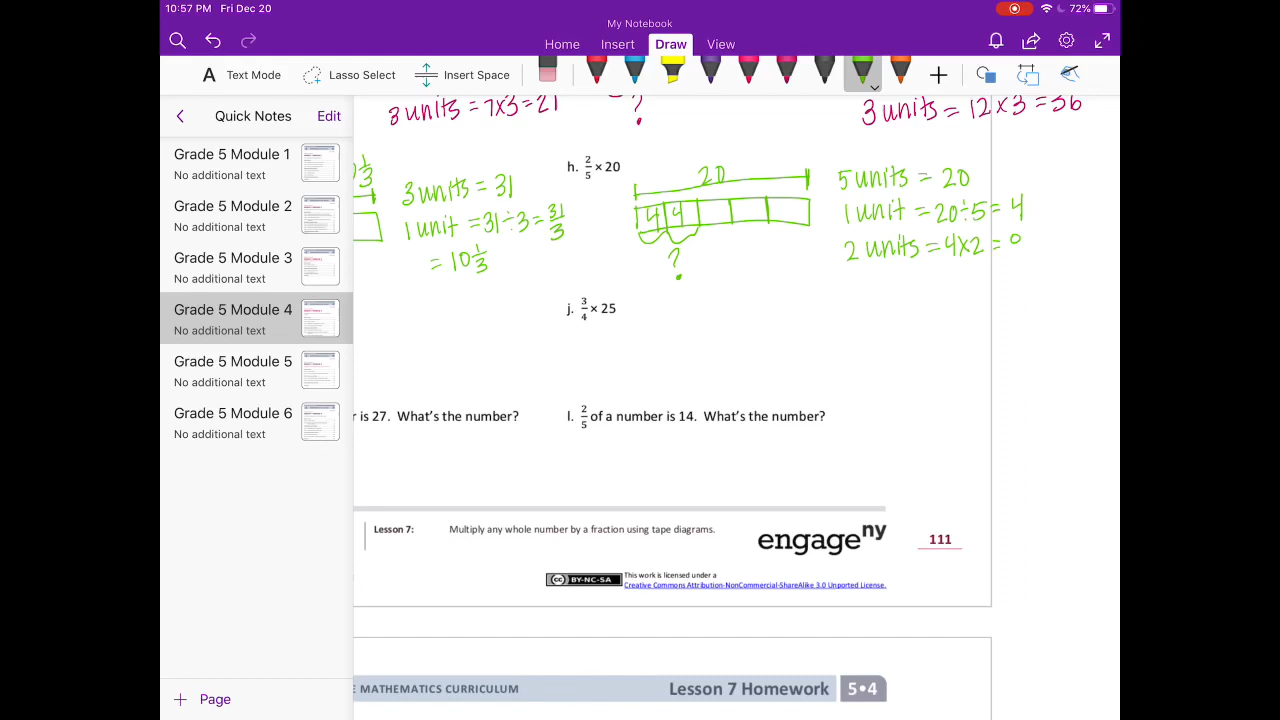 10:57 PM Fri Dec 20
72%
My Notebook
Home Insert Draw View
Text Mode Lasso Select Insert Space
Quick Notes Edit
Grade 5 Module 1
No additional text
Grade 5 Module 2
No additional text
Grade 5 Module 3
No additional text
Grade 5 Module 4
No additional text
Grade 5 Module 5
No additional text
Grade 5 Module 6
No additional text
Page
3 units = 7x3 = 21
?
3 units = 12 x 3 = 36
3 units = 31
1 unit = 31÷3 = 31/3
= 10 1/3
h. 2/5 × 20
20
4 4
?
5 units = 20
1 unit = 20÷5 = 4
2 units = 4x2 =
j. 3/4 × 25
is 27. What's the number?
l. 2/5 of a number is 14. What's the number?
Lesson 7: Multiply any whole number by a fraction using tape diagrams.
engage ny
111
CC BY-NC-SA
This work is licensed under a
Creative Commons Attribution-NonCommercial-ShareAlike 3.0 Unported License.
E MATHEMATICS CURRICULUM
Lesson 7 Homework 5•4